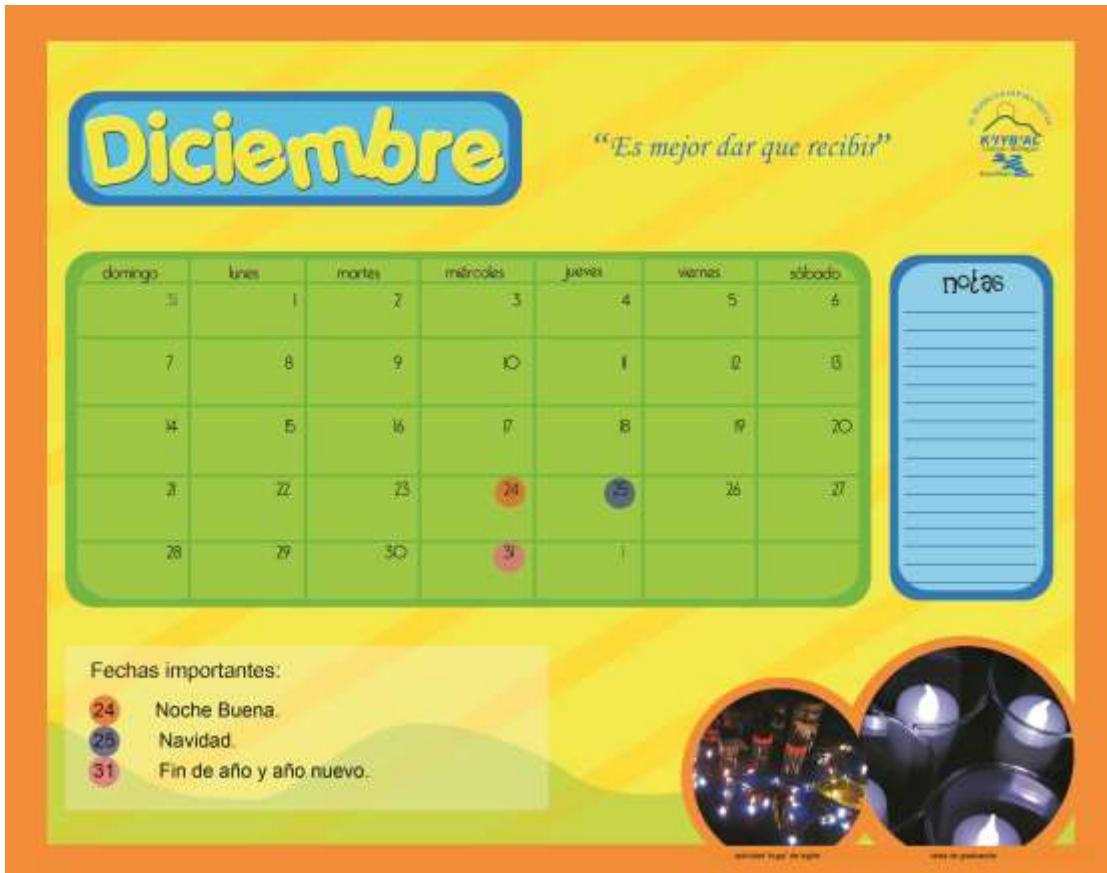 Diciembre
“Es mejor dar que recibir”
K'IYB'AC
domingo lunes martes miércoles jueves viernes sábado
31 1 2 3 4 5 6
7 8 9 10 11 12 13
14 15 16 17 18 19 20
21 22 23 24 25 26 27
28 29 30 31 1
notas
Fechas importantes:
24 Noche Buena.
25 Navidad.
31 Fin de año y año nuevo.